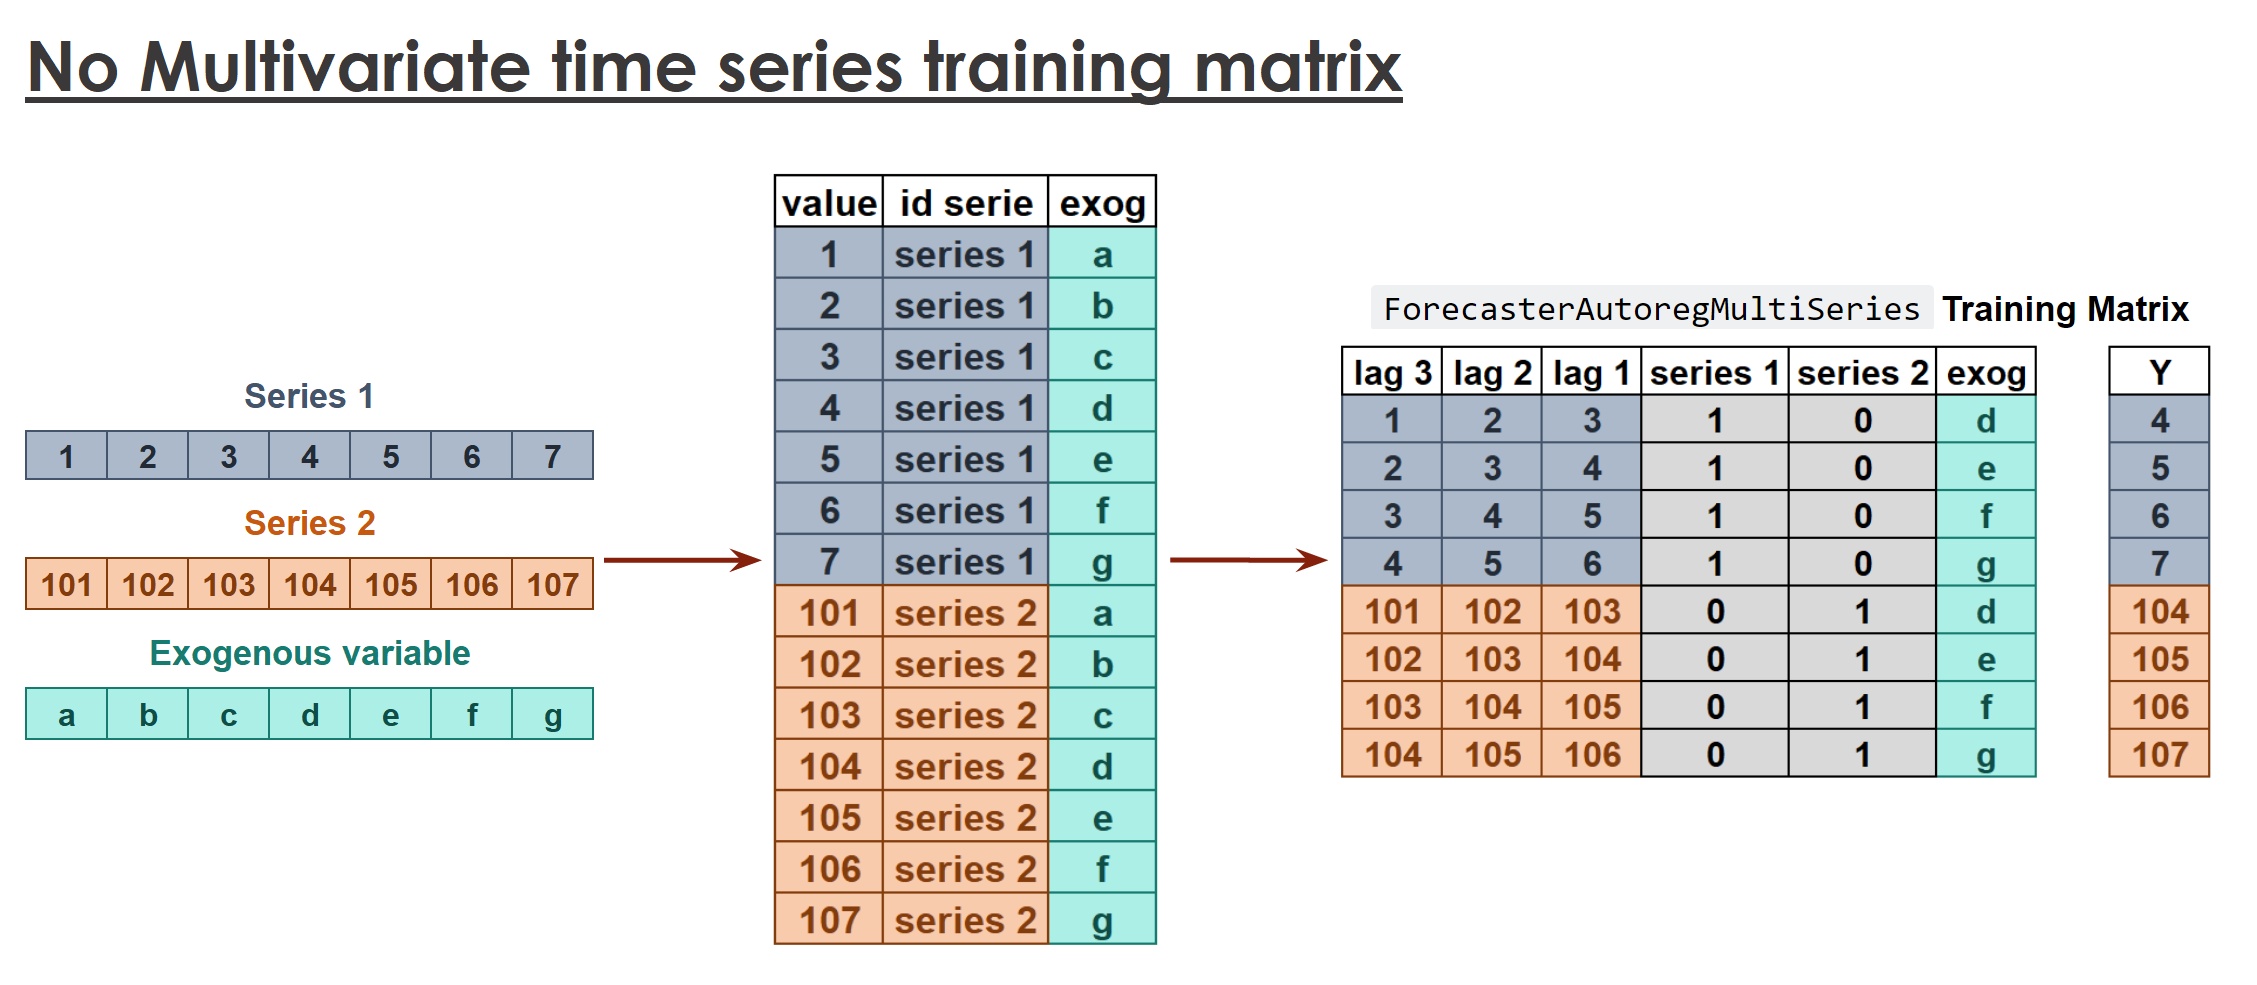 No Multivariate time series training matrix
Series 1
1 2 3 4 5 6 7
Series 2
101 102 103 104 105 106 107
Exogenous variable
a b c d e f g
value id serie exog
1 series 1 a
2 series 1 b
3 series 1 c
4 series 1 d
5 series 1 e
6 series 1 f
7 series 1 g
101 series 2 a
102 series 2 b
103 series 2 c
104 series 2 d
105 series 2 e
106 series 2 f
107 series 2 g
ForecasterAutoregMultiSeries Training Matrix
lag 3 lag 2 lag 1 series 1 series 2 exog Y
1 2 3 1 0 d 4
2 3 4 1 0 e 5
3 4 5 1 0 f 6
4 5 6 1 0 g 7
101 102 103 0 1 d 104
102 103 104 0 1 e 105
103 104 105 0 1 f 106
104 105 106 0 1 g 107